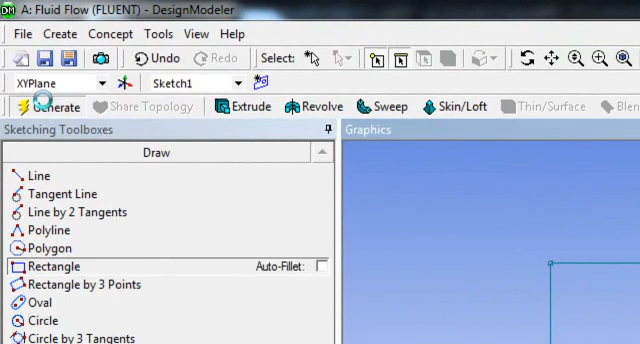 DM A: Fluid Flow (FLUENT) - DesignModeler
File Create Concept Tools View Help
Undo Redo Select:
XYPlane Sketch1
Generate Share Topology Extrude Revolve Sweep Skin/Loft Thin/Surface Blen
Sketching Toolboxes Graphics
Draw
Line
Tangent Line
Line by 2 Tangents
Polyline
Polygon
Rectangle Auto-Fillet:
Rectangle by 3 Points
Oval
Circle
Circle by 3 Tangents